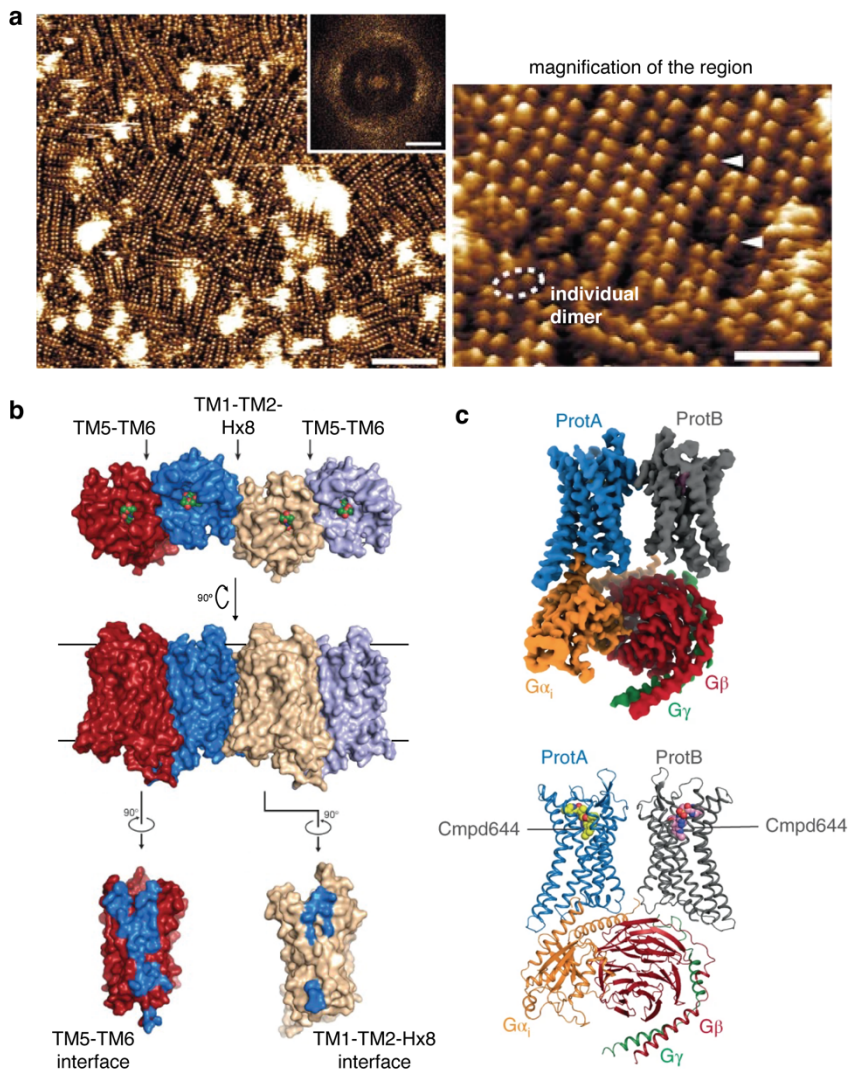 a
magnification of the region
individual
dimer
b
TM1-TM2-
TM5-TM6
Hx8
TM5-TM6
90°
90°
90°
TM5-TM6
interface
TM1-TM2-Hx8
interface
c
ProtA
ProtB
Gαi
Gβ
Gγ
ProtA
ProtB
Cmpd644
Cmpd644
Gαi
Gβ
Gγ